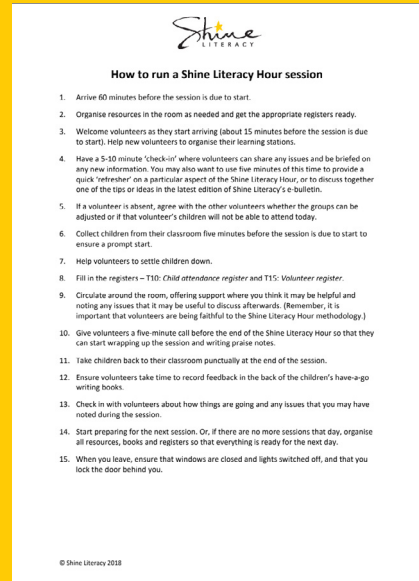 Shine
LITERACY
How to run a Shine Literacy Hour session
1. Arrive 60 minutes before the session is due to start.
2. Organise resources in the room as needed and get the appropriate registers ready.
3. Welcome volunteers as they start arriving (about 15 minutes before the session is due
to start). Help new volunteers to organise their learning stations.
4. Have a 5-10 minute ‘check-in’ where volunteers can share any issues and be briefed on
any new information. You may also want to use five minutes of this time to provide a
quick ‘refresher’ on a particular aspect of the Shine Literacy Hour, or to discuss together
one of the tips or ideas in the latest edition of Shine Literacy’s e-bulletin.
5. If a volunteer is absent, agree with the other volunteers whether the groups can be
adjusted or if that volunteer’s children will not be able to attend today.
6. Collect children from their classroom five minutes before the session is due to start to
ensure a prompt start.
7. Help volunteers to settle children down.
8. Fill in the registers – T10: Child attendance register and T15: Volunteer register.
9. Circulate around the room, offering support where you think it may be helpful and
noting any issues that it may be useful to discuss afterwards. (Remember, it is
important that volunteers are being faithful to the Shine Literacy Hour methodology.)
10. Give volunteers a five-minute call before the end of the Shine Literacy Hour so that they
can start wrapping up the session and writing praise notes.
11. Take children back to their classroom punctually at the end of the session.
12. Ensure volunteers take time to record feedback in the back of the children’s have-a-go
writing books.
13. Check in with volunteers about how things are going and any issues that you may have
noted during the session.
14. Start preparing for the next session. Or, if there are no more sessions that day, organise
all resources, books and registers so that everything is ready for the next day.
15. When you leave, ensure that windows are closed and lights switched off, and that you
lock the door behind you.
© Shine Literacy 2018